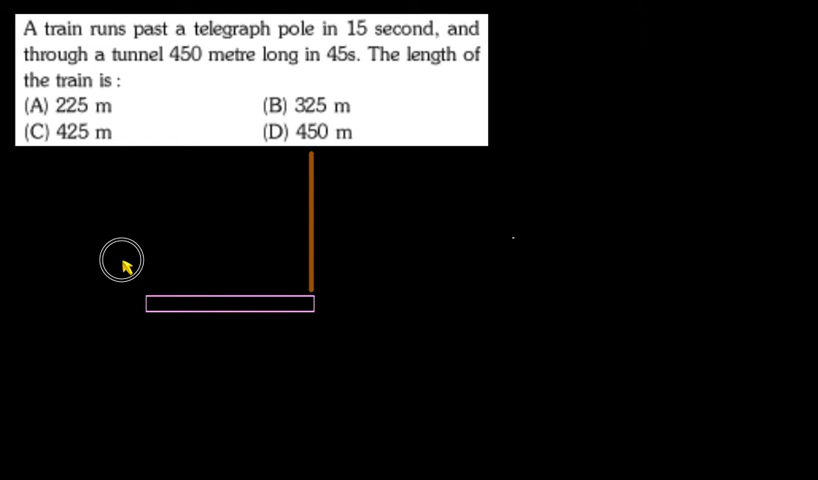 A train runs past a telegraph pole in 15 second, and
through a tunnel 450 metre long in 45s. The length of
the train is :
(A) 225 m (B) 325 m
(C) 425 m (D) 450 m